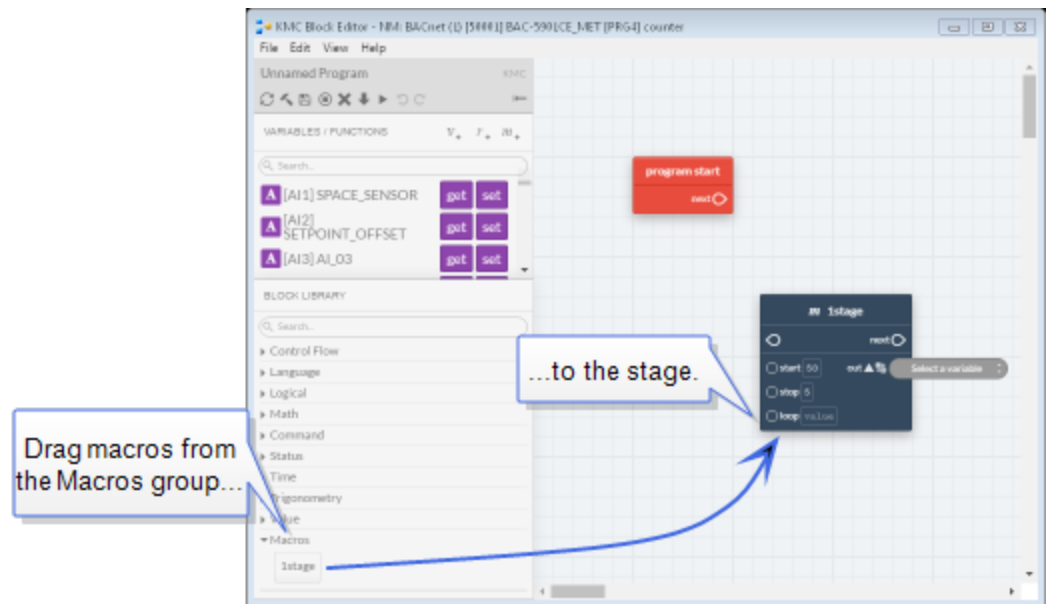 KMC Block Editor - NM: BACnet (1) [50001] BAC-5901CE_MET [PRG4] counter
File Edit View Help
Unnamed Program KMC
VARIABLES / FUNCTIONS
Search...
A [AI1] SPACE_SENSOR get set
A [AI2] SETPOINT_OFFSET get set
A [AI3] AI_03 get set
BLOCK LIBRARY
Search...
Control Flow
Language
Logical
Math
Command
Status
Time
Trigonometry
Value
Macros
1stage
program start
next
m 1stage
next
start 50 out Select a variable
stop 5
loop value
Drag macros from
the Macros group...
...to the stage.